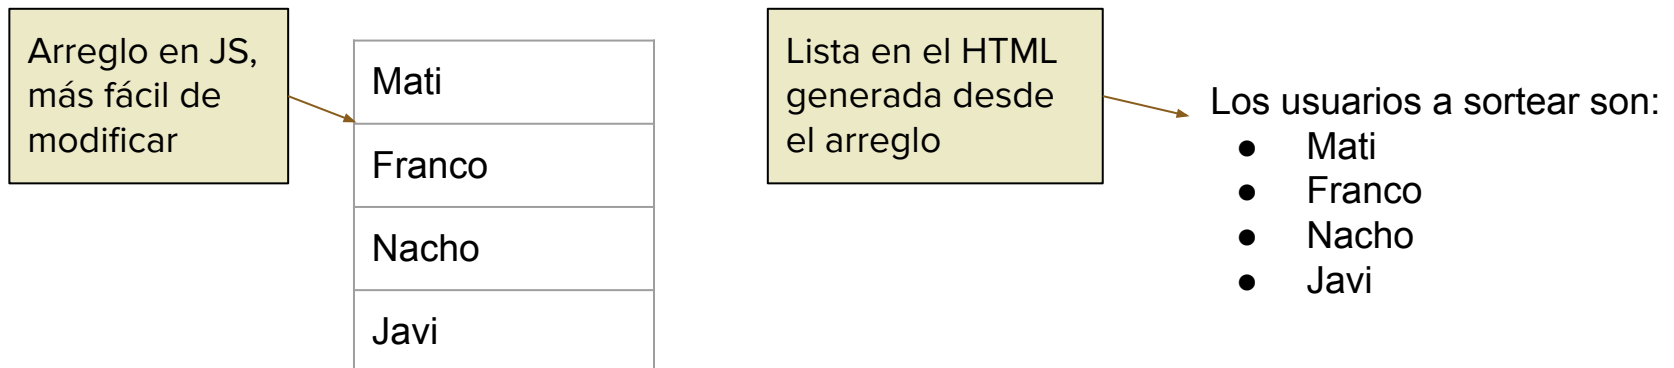 Arreglo en JS,
más fácil de
modificar
Mati
Franco
Nacho
Javi
Lista en el HTML
generada desde
el arreglo
Los usuarios a sortear son:
● Mati
● Franco
● Nacho
● Javi